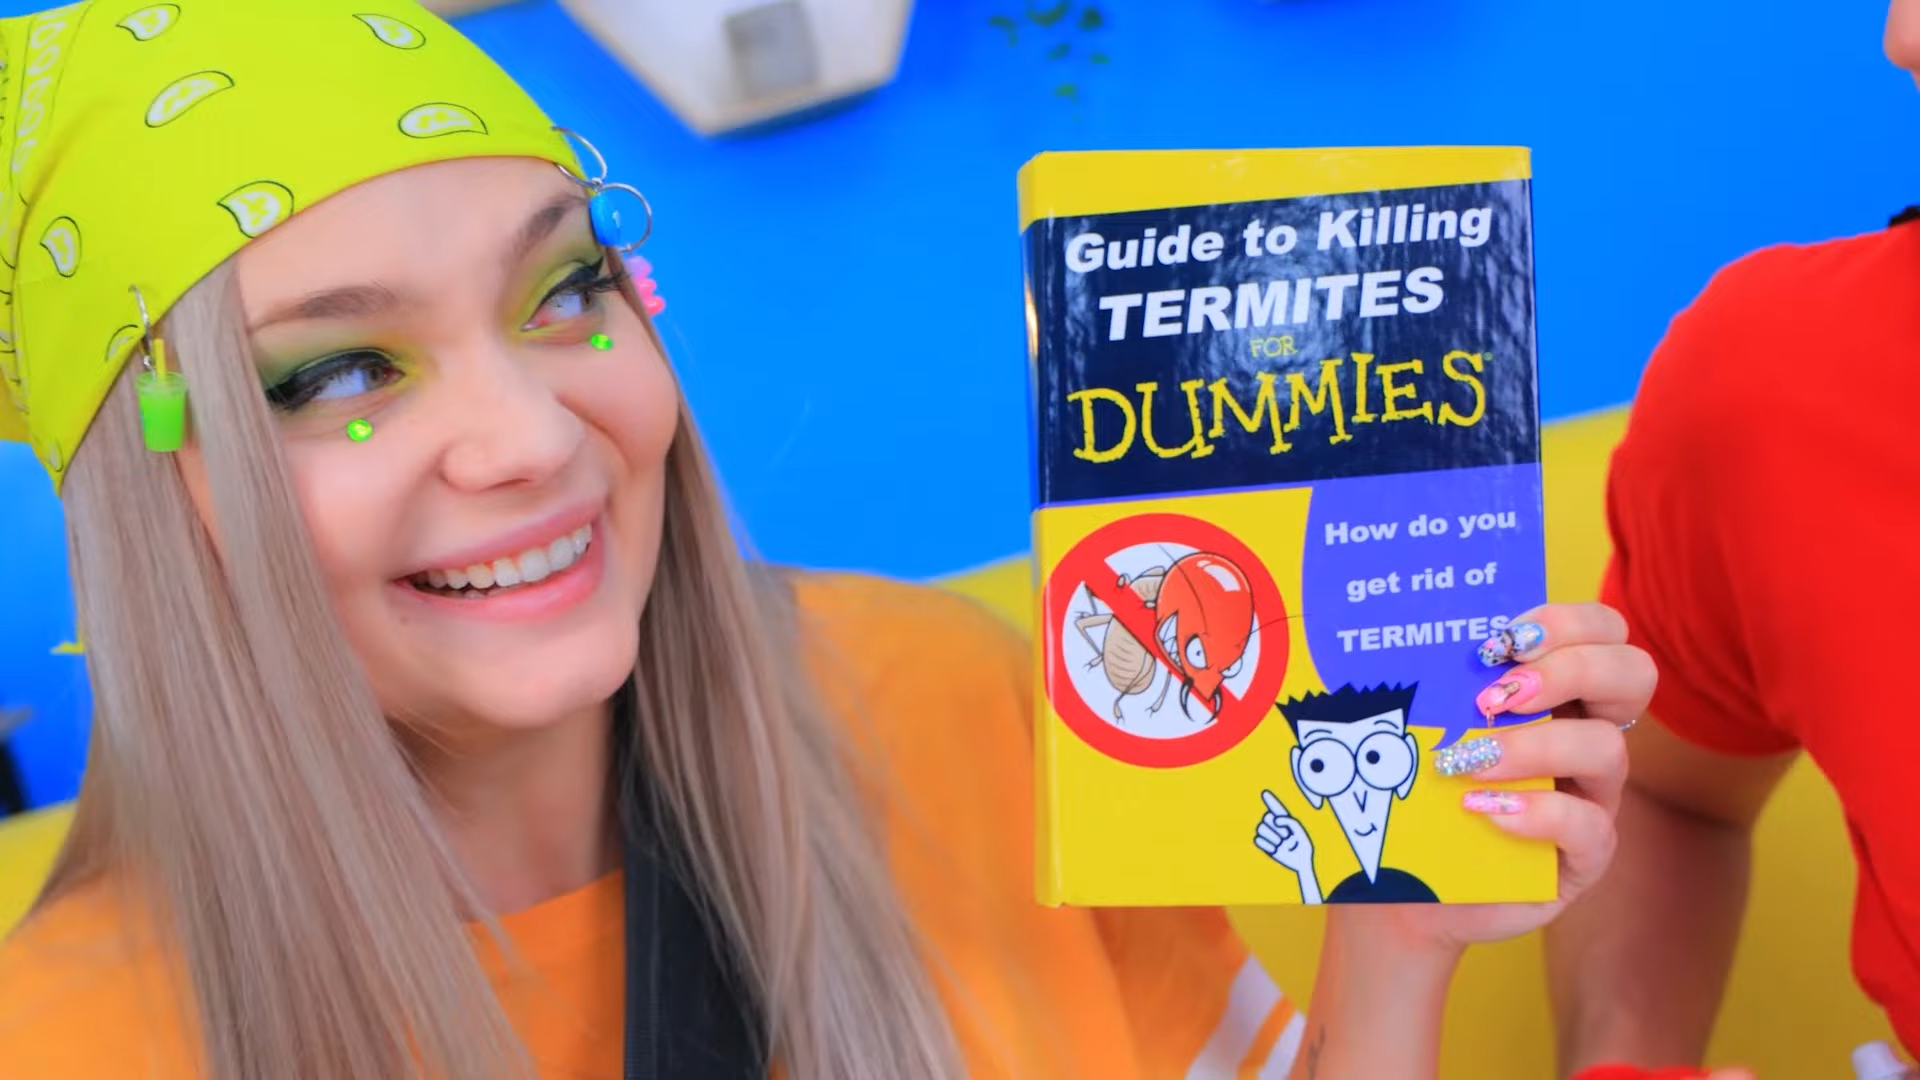 Guide to Killing
TERMITES
FOR
DUMMIES
How do you
get rid of
TERMITES